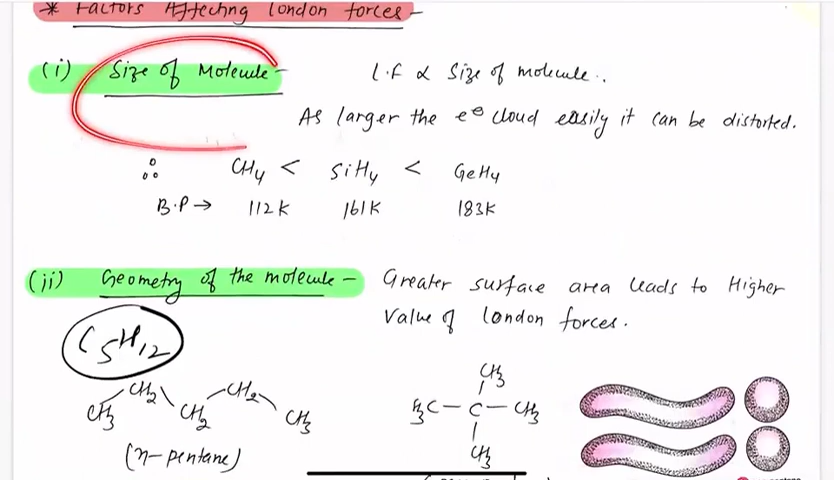 * Factors Affecting London forces -
(i) Size of Molecule - L.F ∝ Size of molecule..
As larger the e⊖ cloud easily it can be distorted.
∴ CH4 < SiH4 < GeH4
B.P → 112K 161K 183K
(ii) Geometry of the molecule - Greater surface area leads to Higher
Value of london forces.
C5H12
CH3 CH2 CH2 CH2 CH3
CH3
H3C — C — CH3
CH3
(n-pentane)